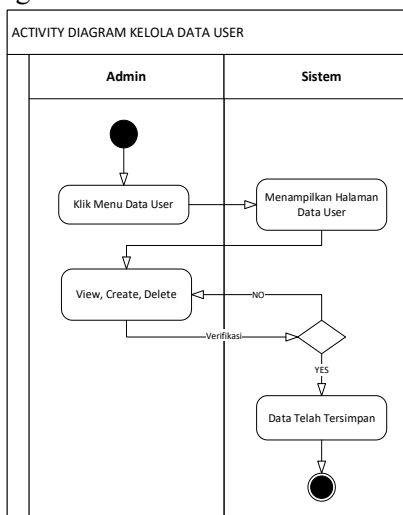 ACTIVITY DIAGRAM KELOLA DATA USER
Admin
Sistem
Klik Menu Data User
Menampilkan Halaman
Data User
View, Create, Delete
NO
Verifikasi
YES
Data Telah Tersimpan